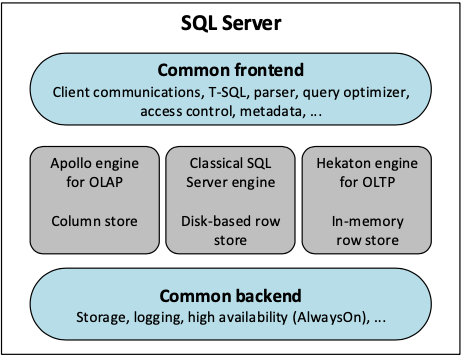 SQL Server
Common frontend
Client communications, T-SQL, parser, query optimizer,
access control, metadata, ...
Apollo engine
for OLAP
Column store
Classical SQL
Server engine
Disk-based row
store
Hekaton engine
for OLTP
In-memory
row store
Common backend
Storage, logging, high availability (AlwaysOn), ...